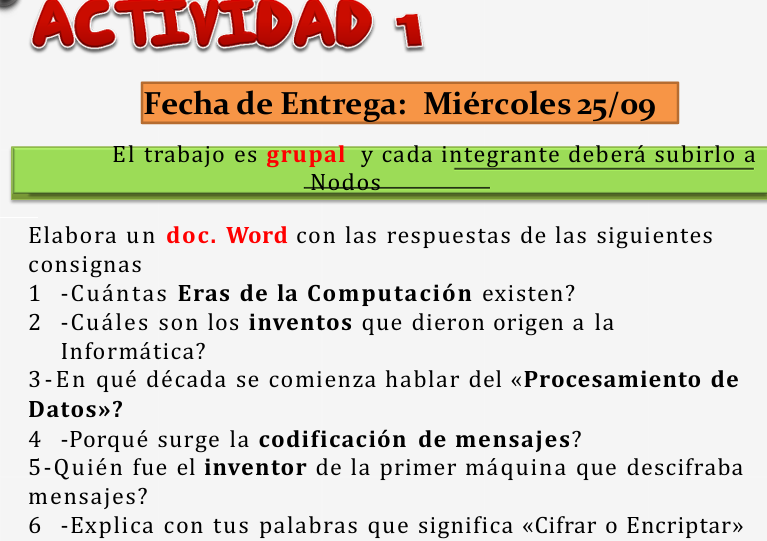 ACTIVIDAD 1
Fecha de Entrega: Miércoles 25/09
El trabajo es grupal y cada integrante deberá subirlo a
Nodos
Elabora un doc. Word con las respuestas de las siguientes
consignas
1 -Cuántas Eras de la Computación existen?
2 -Cuáles son los inventos que dieron origen a la
Informática?
3-En qué década se comienza hablar del «Procesamiento de
Datos»?
4 -Porqué surge la codificación de mensajes?
5-Quién fue el inventor de la primer máquina que descifraba
mensajes?
6 -Explica con tus palabras que significa «Cifrar o Encriptar»